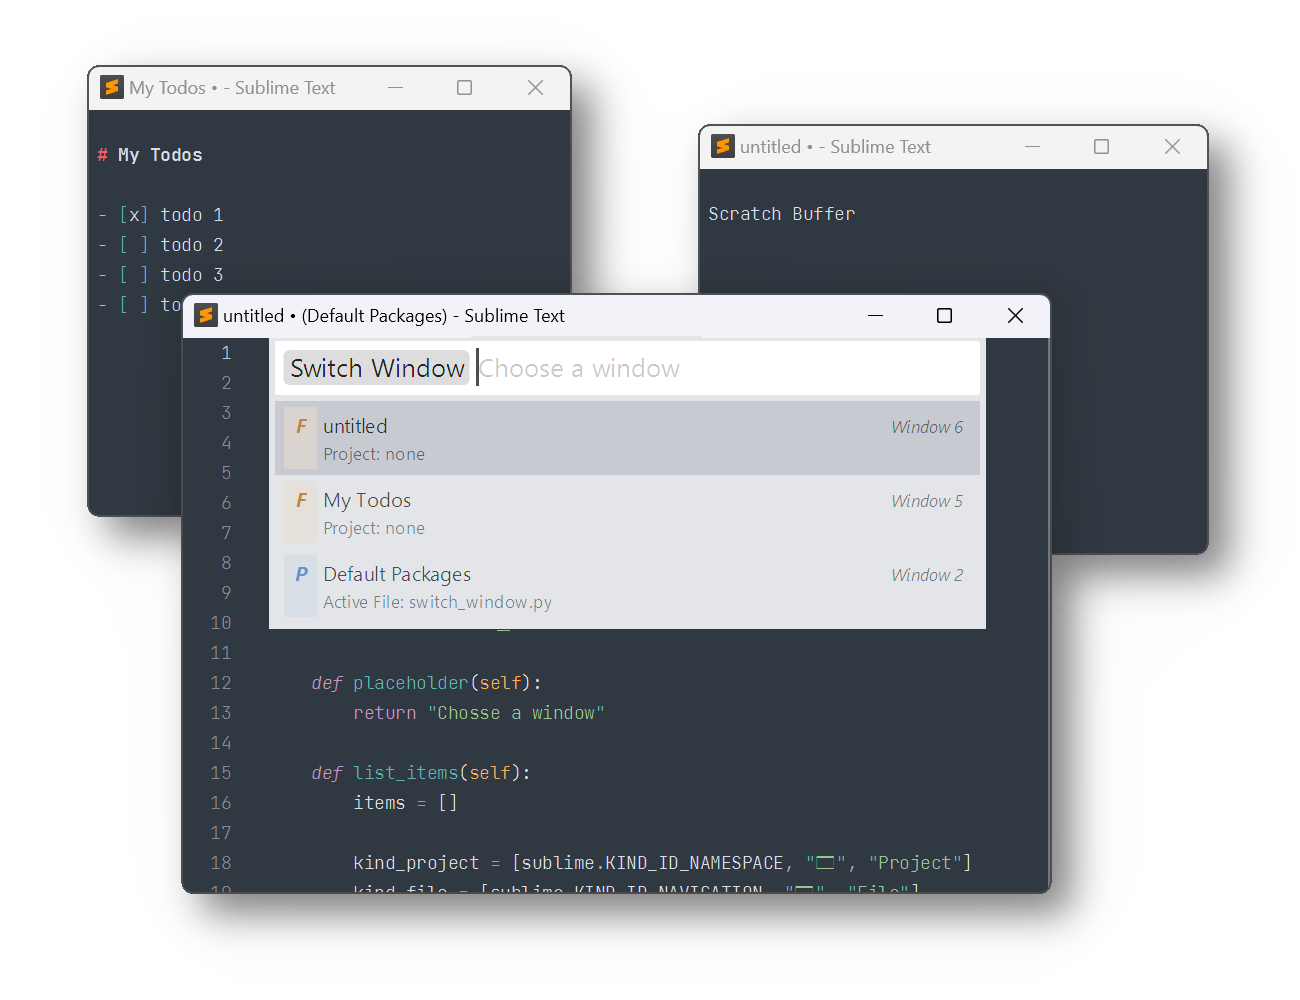 My Todos • - Sublime Text
# My Todos
- [x] todo 1
- [ ] todo 2
- [ ] todo 3
- [ ] to
untitled • - Sublime Text
Scratch Buffer
untitled • (Default Packages) - Sublime Text
Switch Window Choose a window
F untitled Window 6
Project: none
F My Todos Window 5
Project: none
P Default Packages Window 2
Active File: switch_window.py
1
2
3
4
5
6
7
8
9
10
11
12 def placeholder(self):
13 return "Chosse a window"
14
15 def list_items(self):
16 items = []
17
18 kind_project = [sublime.KIND_ID_NAMESPACE, "🗔", "Project"]
19 kind_file = [sublime.KIND_ID_NAVIGATION, "🗔", "File"]